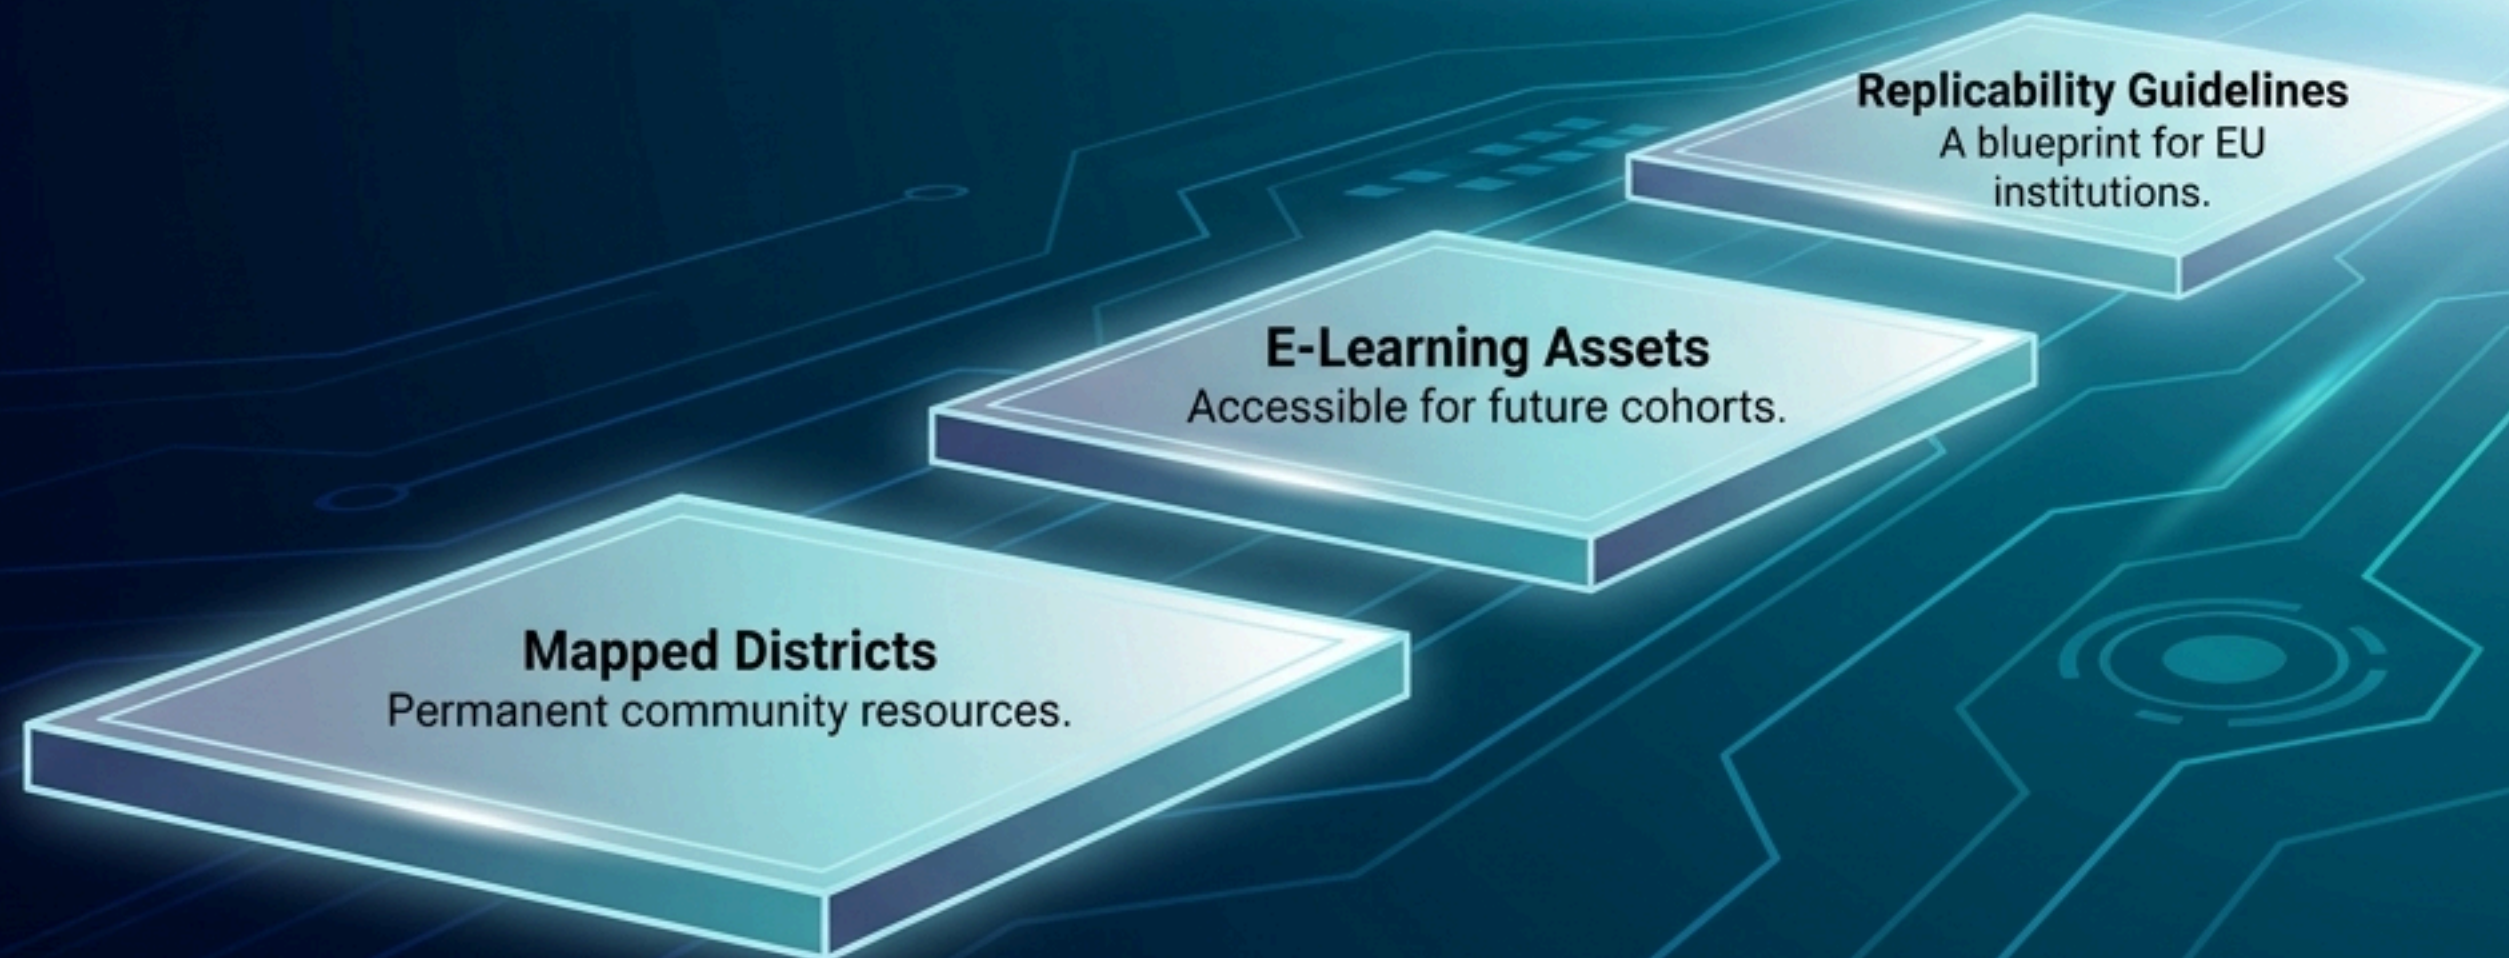 Replicability Guidelines
A blueprint for EU
institutions.
E-Learning Assets
Accessible for future cohorts.
Mapped Districts
Permanent community resources.